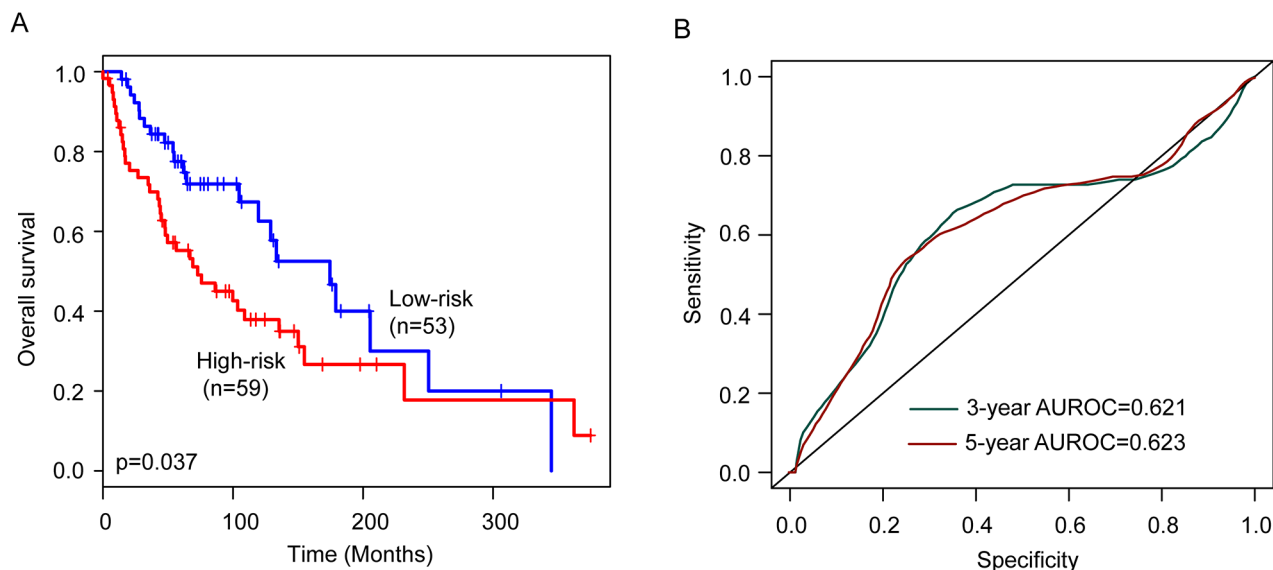 A
1.0
0.8
0.6
0.4
0.2
0.0
Overall survival
Low-risk
(n=53)
High-risk
(n=59)
p=0.037
0
100
200
300
Time (Months)
B
1.0
0.8
0.6
0.4
0.2
0.0
Sensitivity
3-year AUROC=0.621
5-year AUROC=0.623
0.0
0.2
0.4
0.6
0.8
1.0
Specificity